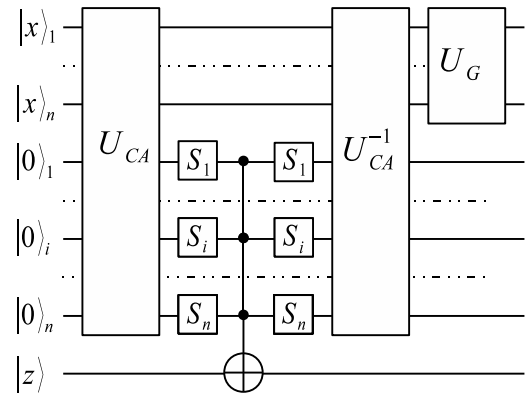 |x⟩₁
U_G
|x⟩ₙ
U_CA
U_CA⁻¹
|0⟩₁ S₁ S₁
|0⟩ᵢ Sᵢ Sᵢ
|0⟩ₙ Sₙ Sₙ
|z⟩